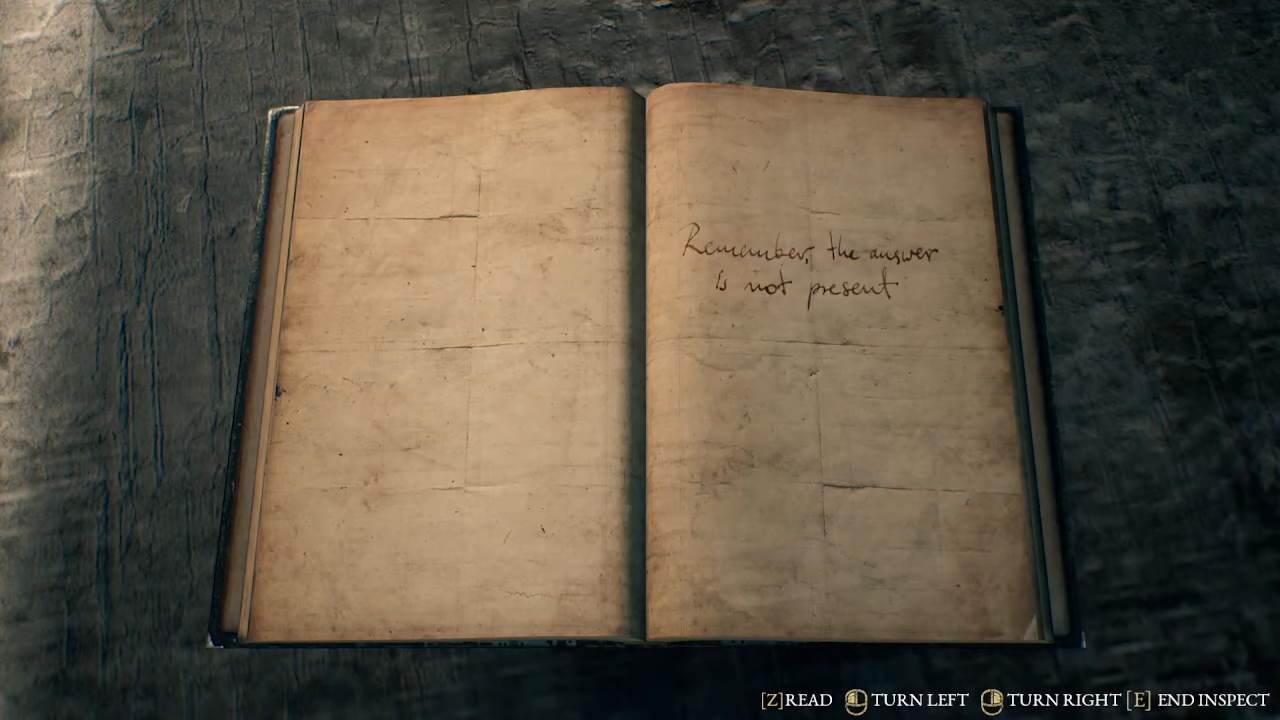 Remember, the answer
is not present
[Z]READ TURN LEFT TURN RIGHT [E] END INSPECT